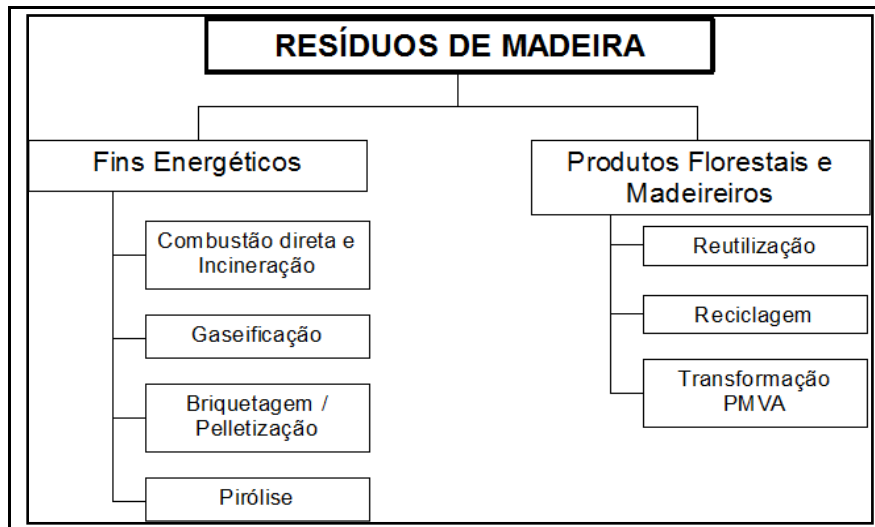 RESÍDUOS DE MADEIRA
Fins Energéticos
Combustão direta e
Incineração
Gaseificação
Briquetagem /
Pelletização
Pirólise
Produtos Florestais e
Madeireiros
Reutilização
Reciclagem
Transformação
PMVA